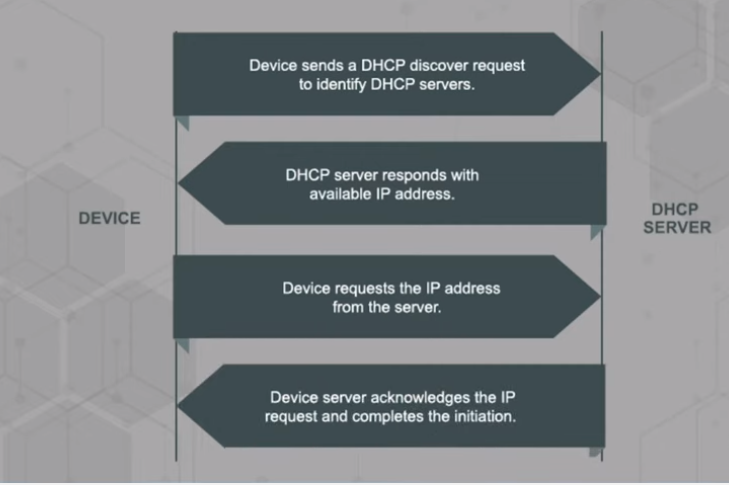 Device sends a DHCP discover request
to identify DHCP servers.
DHCP server responds with
available IP address.
DEVICE
DHCP
SERVER
Device requests the IP address
from the server.
Device server acknowledges the IP
request and completes the initiation.